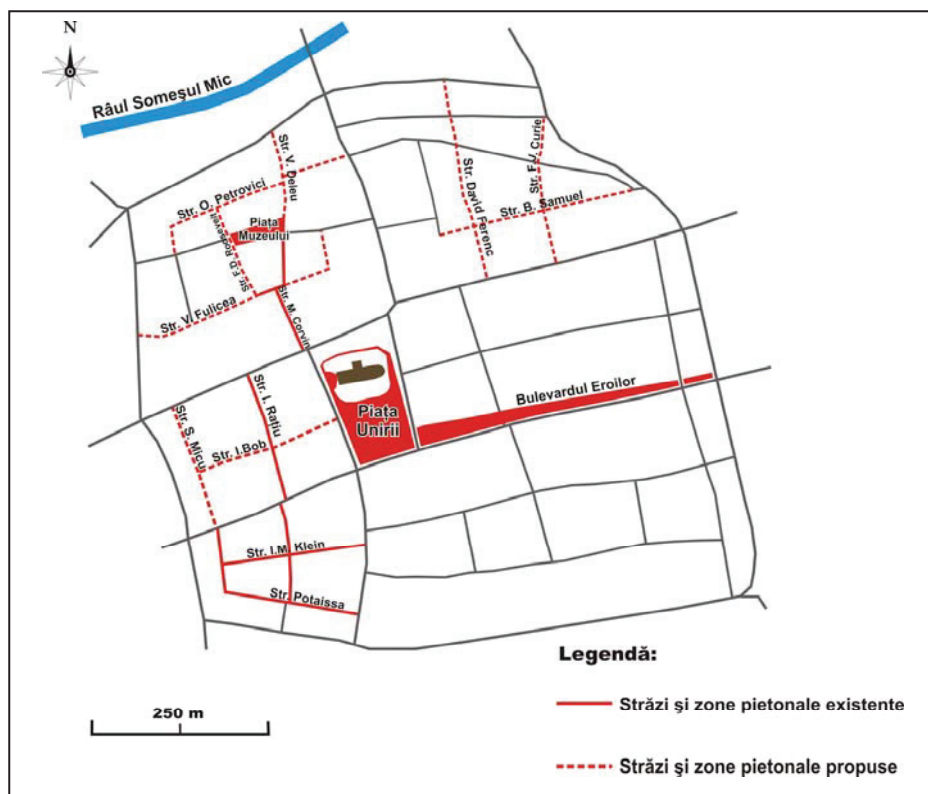 N
Râul Someşul Mic
Str. V. Deleu
Str. F.J. Curie
Str. David Ferenc
Str. O. Petrovici
Str. B. Samuel
Piaţa
Muzeului
Str. F.D. Roosevelt
Str. V. Fulicea
Str. M. Corvin
Str. I. Raţiu
Bulevardul Eroilor
Piaţa
Unirii
Str. S. Micu
Str. I.Bob
Str. I.M. Klein
Str. Potaissa
Legendă:
250 m
Străzi şi zone pietonale existente
Străzi şi zone pietonale propuse